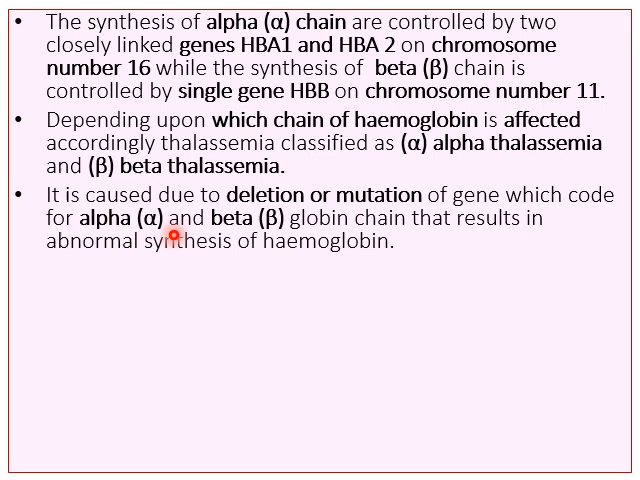 • The synthesis of alpha (α) chain are controlled by two
closely linked genes HBA1 and HBA 2 on chromosome
number 16 while the synthesis of  beta (β) chain is
controlled by single gene HBB on chromosome number 11.
• Depending upon which chain of haemoglobin is affected
accordingly thalassemia classified as (α) alpha thalassemia
and (β) beta thalassemia.
• It is caused due to deletion or mutation of gene which code
for alpha (α) and beta (β) globin chain that results in
abnormal synthesis of haemoglobin.